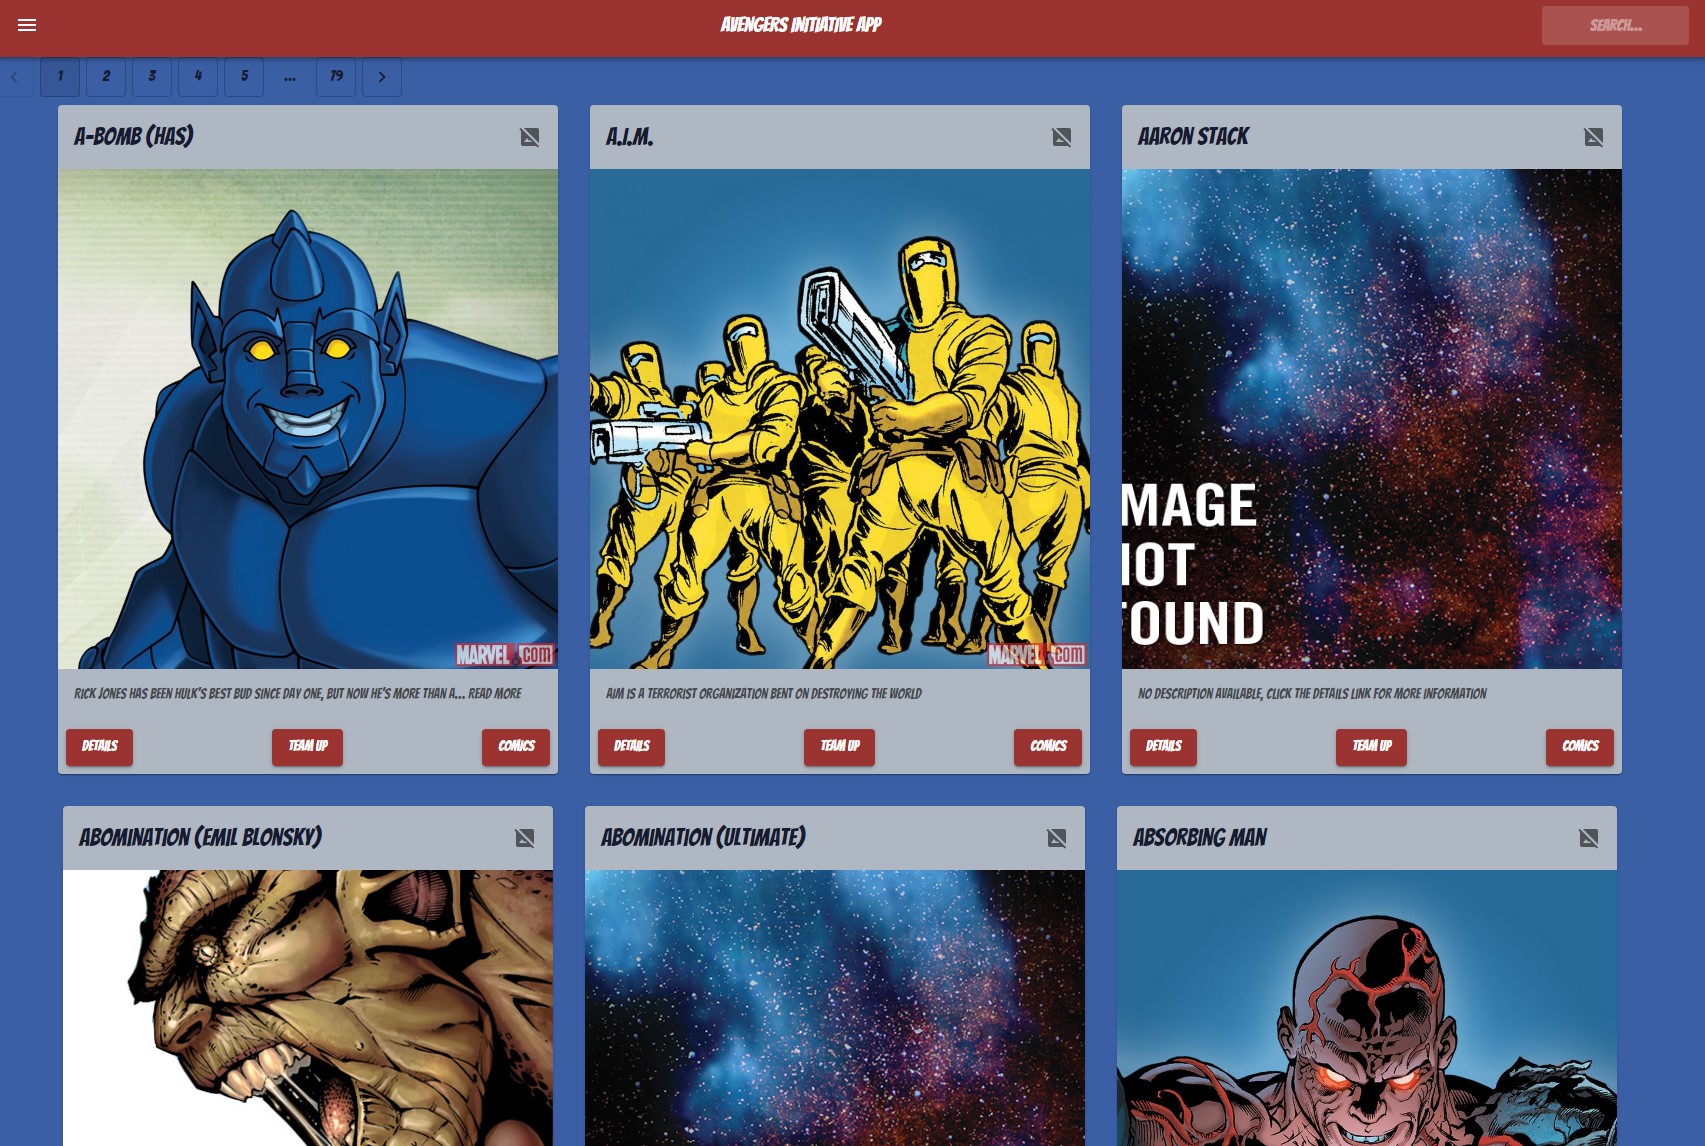 AVENGERS INITIATIVE APP
SEARCH...
1 2 3 4 5 ... 79
A-BOMB (HAS)
A.I.M.
AARON STACK
MARVEL.com
MARVEL.com
MAGE
OT
OUND
RICK JONES HAS BEEN HULK'S BEST BUD SINCE DAY ONE, BUT NOW HE'S MORE THAN A... READ MORE
AIM IS A TERRORIST ORGANIZATION BENT ON DESTROYING THE WORLD
NO DESCRIPTION AVAILABLE, CLICK THE DETAILS LINK FOR MORE INFORMATION
DETAILS TEAM UP COMICS
DETAILS TEAM UP COMICS
DETAILS TEAM UP COMICS
ABOMINATION (EMIL BLONSKY)
ABOMINATION (ULTIMATE)
ABSORBING MAN